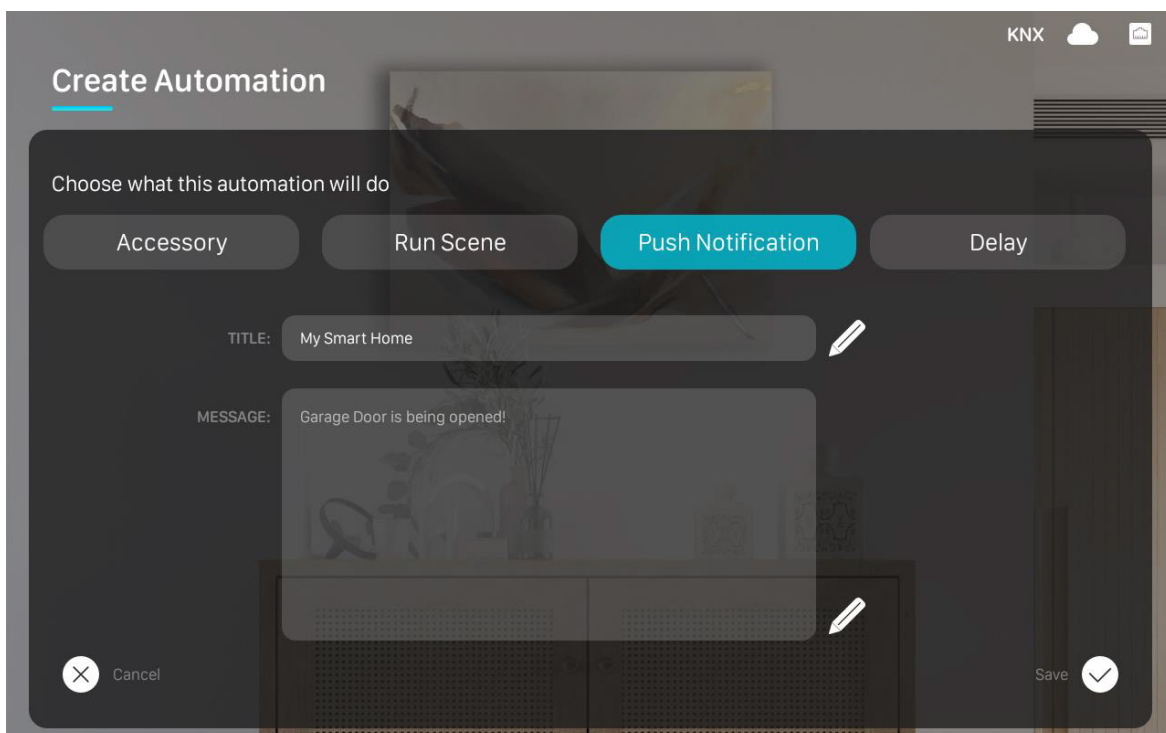 KNX
Create Automation
Choose what this automation will do
Accessory Run Scene Push Notification Delay
TITLE: My Smart Home
MESSAGE: Garage Door is being opened!
Cancel Save